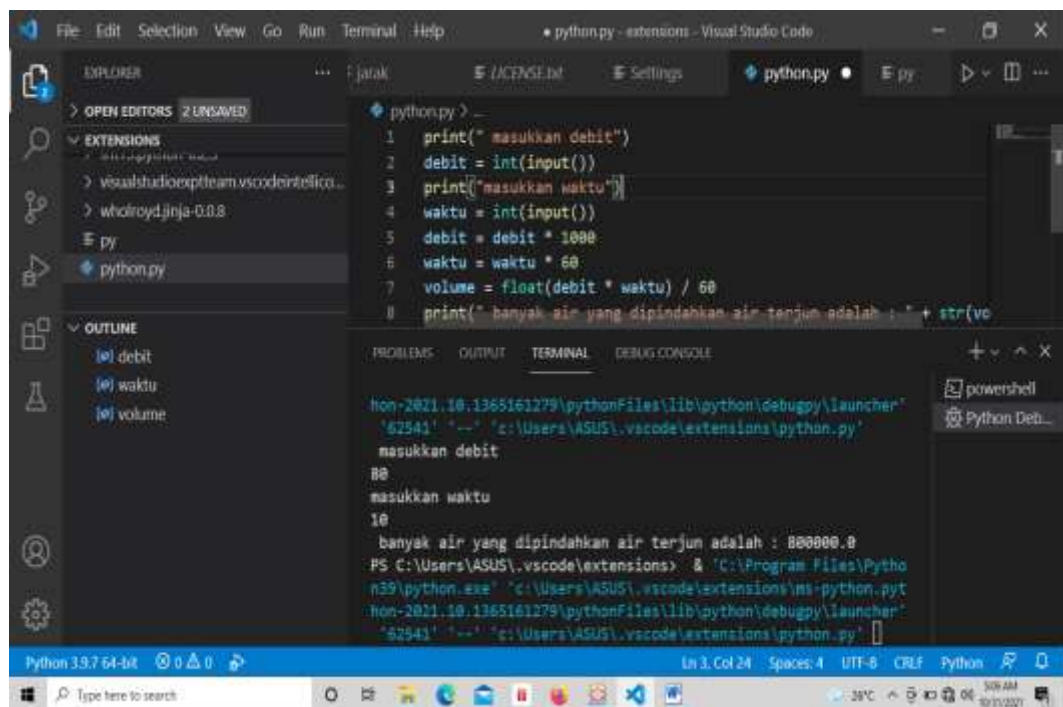 File Edit Selection View Go Run Terminal Help
● python.py - extensions - Visual Studio Code
EXPLORER
jarak LICENSE.txt Settings python.py py
OPEN EDITORS 2 UNSAVED
EXTENSIONS
visualstudioexptteam.vscodeintellico...
wholroyd.jinja-0.0.8
py
python.py
OUTLINE
debit
waktu
volume
python.py > ...
1 print(" masukkan debit")
2 debit = int(input())
3 print("masukkan waktu")
4 waktu = int(input())
5 debit = debit * 1000
6 waktu = waktu * 60
7 volume = float(debit * waktu) / 60
8 print(" banyak air yang dipindahkan air terjun adalah : " + str(vo
PROBLEMS OUTPUT TERMINAL DEBUG CONSOLE
powershell
Python Deb...
hon-2021.10.1365161279\pythonFiles\lib\python\debugpy\launcher'
'62541' '--' 'c:\Users\ASUS\.vscode\extensions\python.py'
masukkan debit
80
masukkan waktu
10
banyak air yang dipindahkan air terjun adalah : 800000.0
PS C:\Users\ASUS\.vscode\extensions> & 'C:\Program Files\Pytho
n39\python.exe' 'c:\Users\ASUS\.vscode\extensions\ms-python.pyt
hon-2021.10.1365161279\pythonFiles\lib\python\debugpy\launcher'
'62541' '--' 'c:\Users\ASUS\.vscode\extensions\python.py'
Python 3.9.7 64-bit 0 0 Ln 3, Col 24 Spaces: 4 UTF-8 CRLF Python
Type here to search 26°C 5:06 AM
10/31/2021